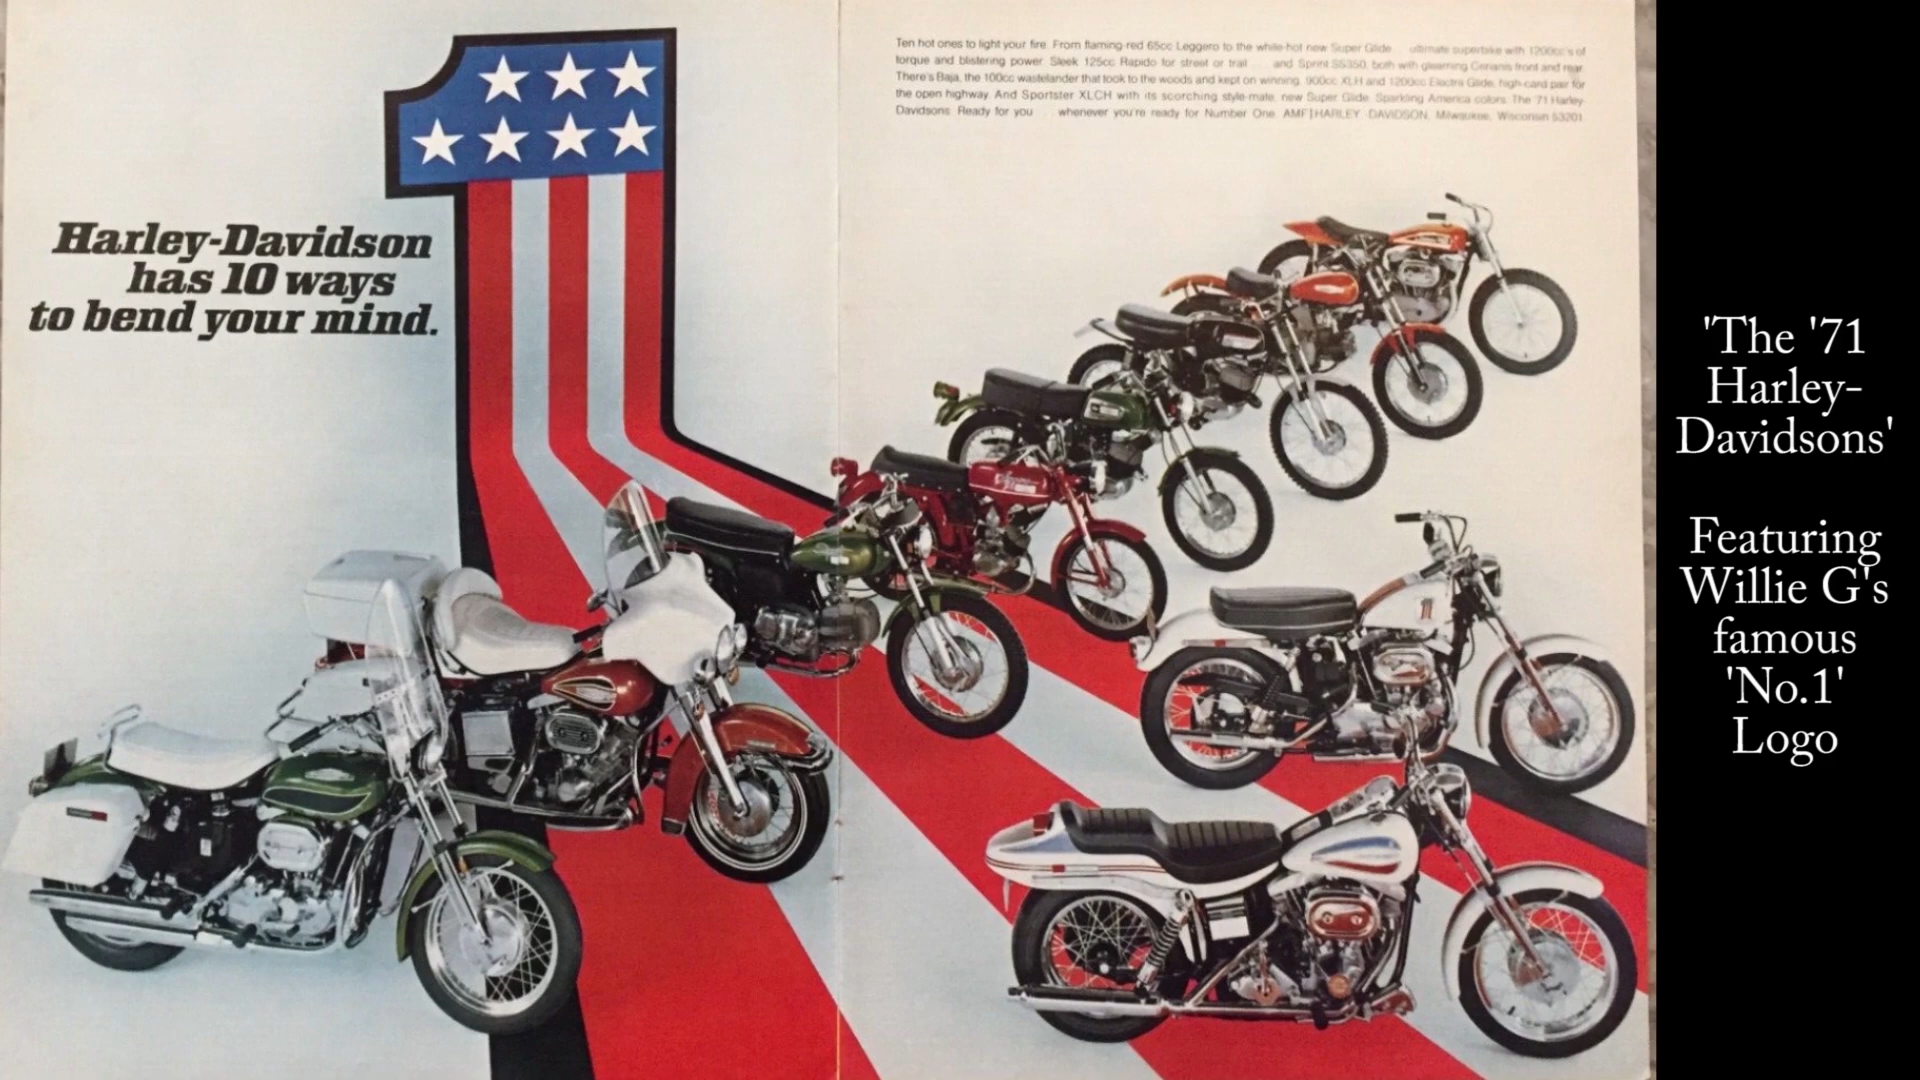 Harley-Davidson
has 10 ways
to bend your mind.
Ten hot ones to light your fire. From flaming-red 65cc Leggero to the white-hot new Super Glide ultimate superbike with 1200cc's of
torque and blistering power. Sleek 125cc Rapido for street or trail and Sprint SS350, both with gleaming Cerianis front and rear.
There's Baja, the 100cc wastelander that took to the woods and kept on winning. 900cc XLH and 1200cc Electra Glide, high-card pair for
the open highway. And Sportster XLCH with its scorching style-mate, new Super Glide. Sparkling America colors. The '71 Harley-
Davidsons. Ready for you whenever you're ready for Number One. AMF|HARLEY-DAVIDSON, Milwaukee, Wisconsin 53201.
1
'The '71
Harley-
Davidsons'
Featuring
Willie G's
famous
'No.1'
Logo